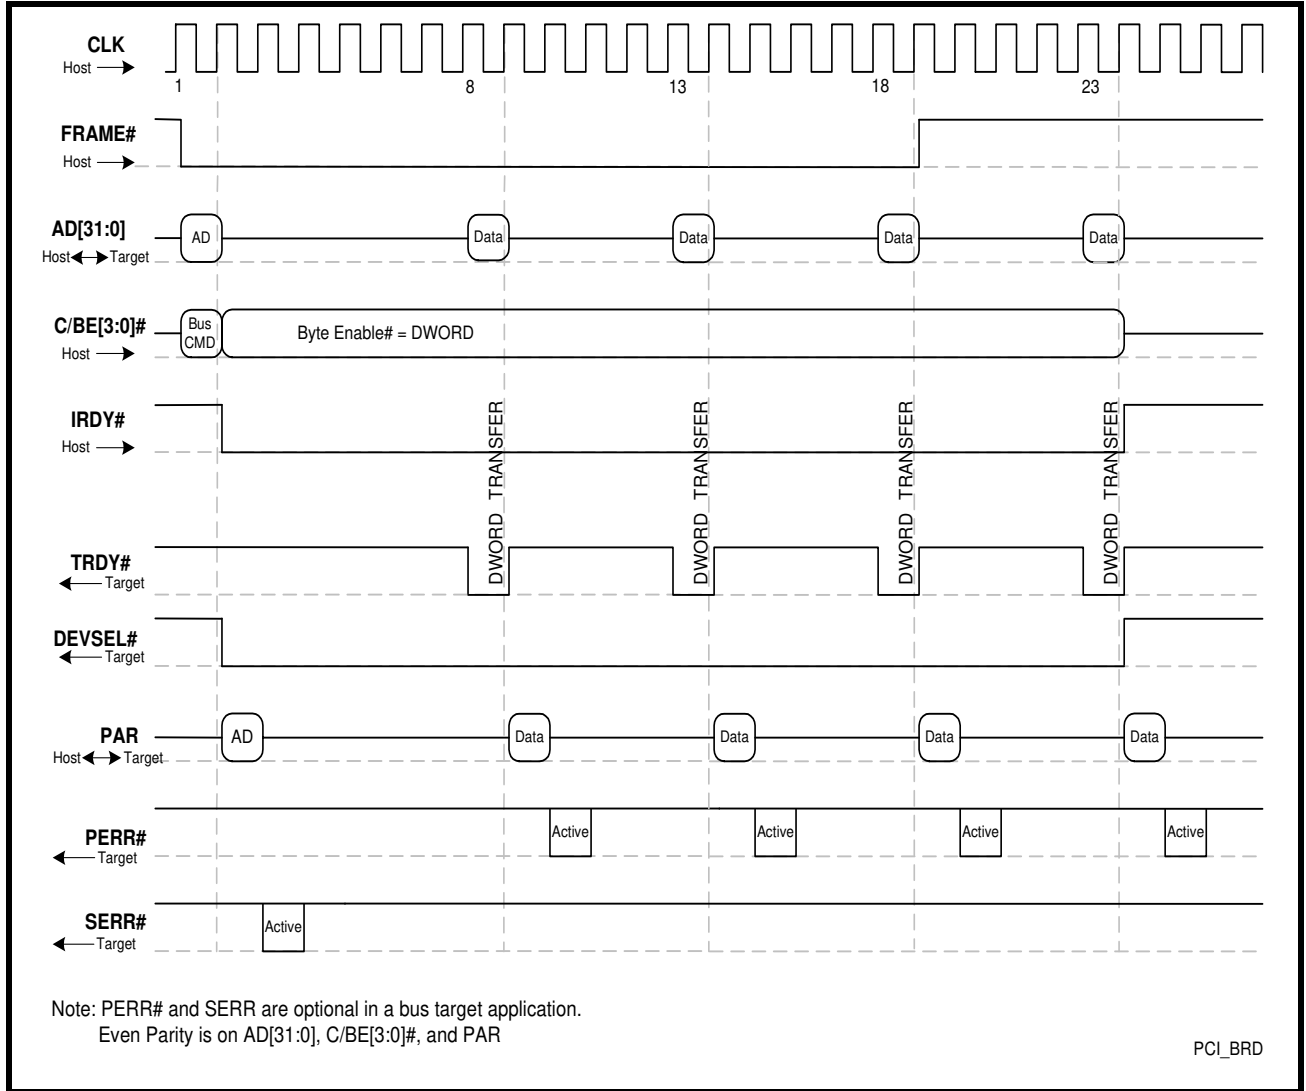 CLK
Host
1
8
13
18
23
FRAME#
Host
AD[31:0]
Host Target
AD
Data
Data
Data
Data
C/BE[3:0]#
Host
Bus
CMD
Byte Enable# = DWORD
IRDY#
Host
DWORD TRANSFER
DWORD TRANSFER
DWORD TRANSFER
DWORD TRANSFER
TRDY#
Target
DEVSEL#
Target
PAR
Host Target
AD
Data
Data
Data
Data
PERR#
Target
Active
Active
Active
Active
SERR#
Target
Active
Note: PERR# and SERR are optional in a bus target application.
Even Parity is on AD[31:0], C/BE[3:0]#, and PAR
PCI_BRD